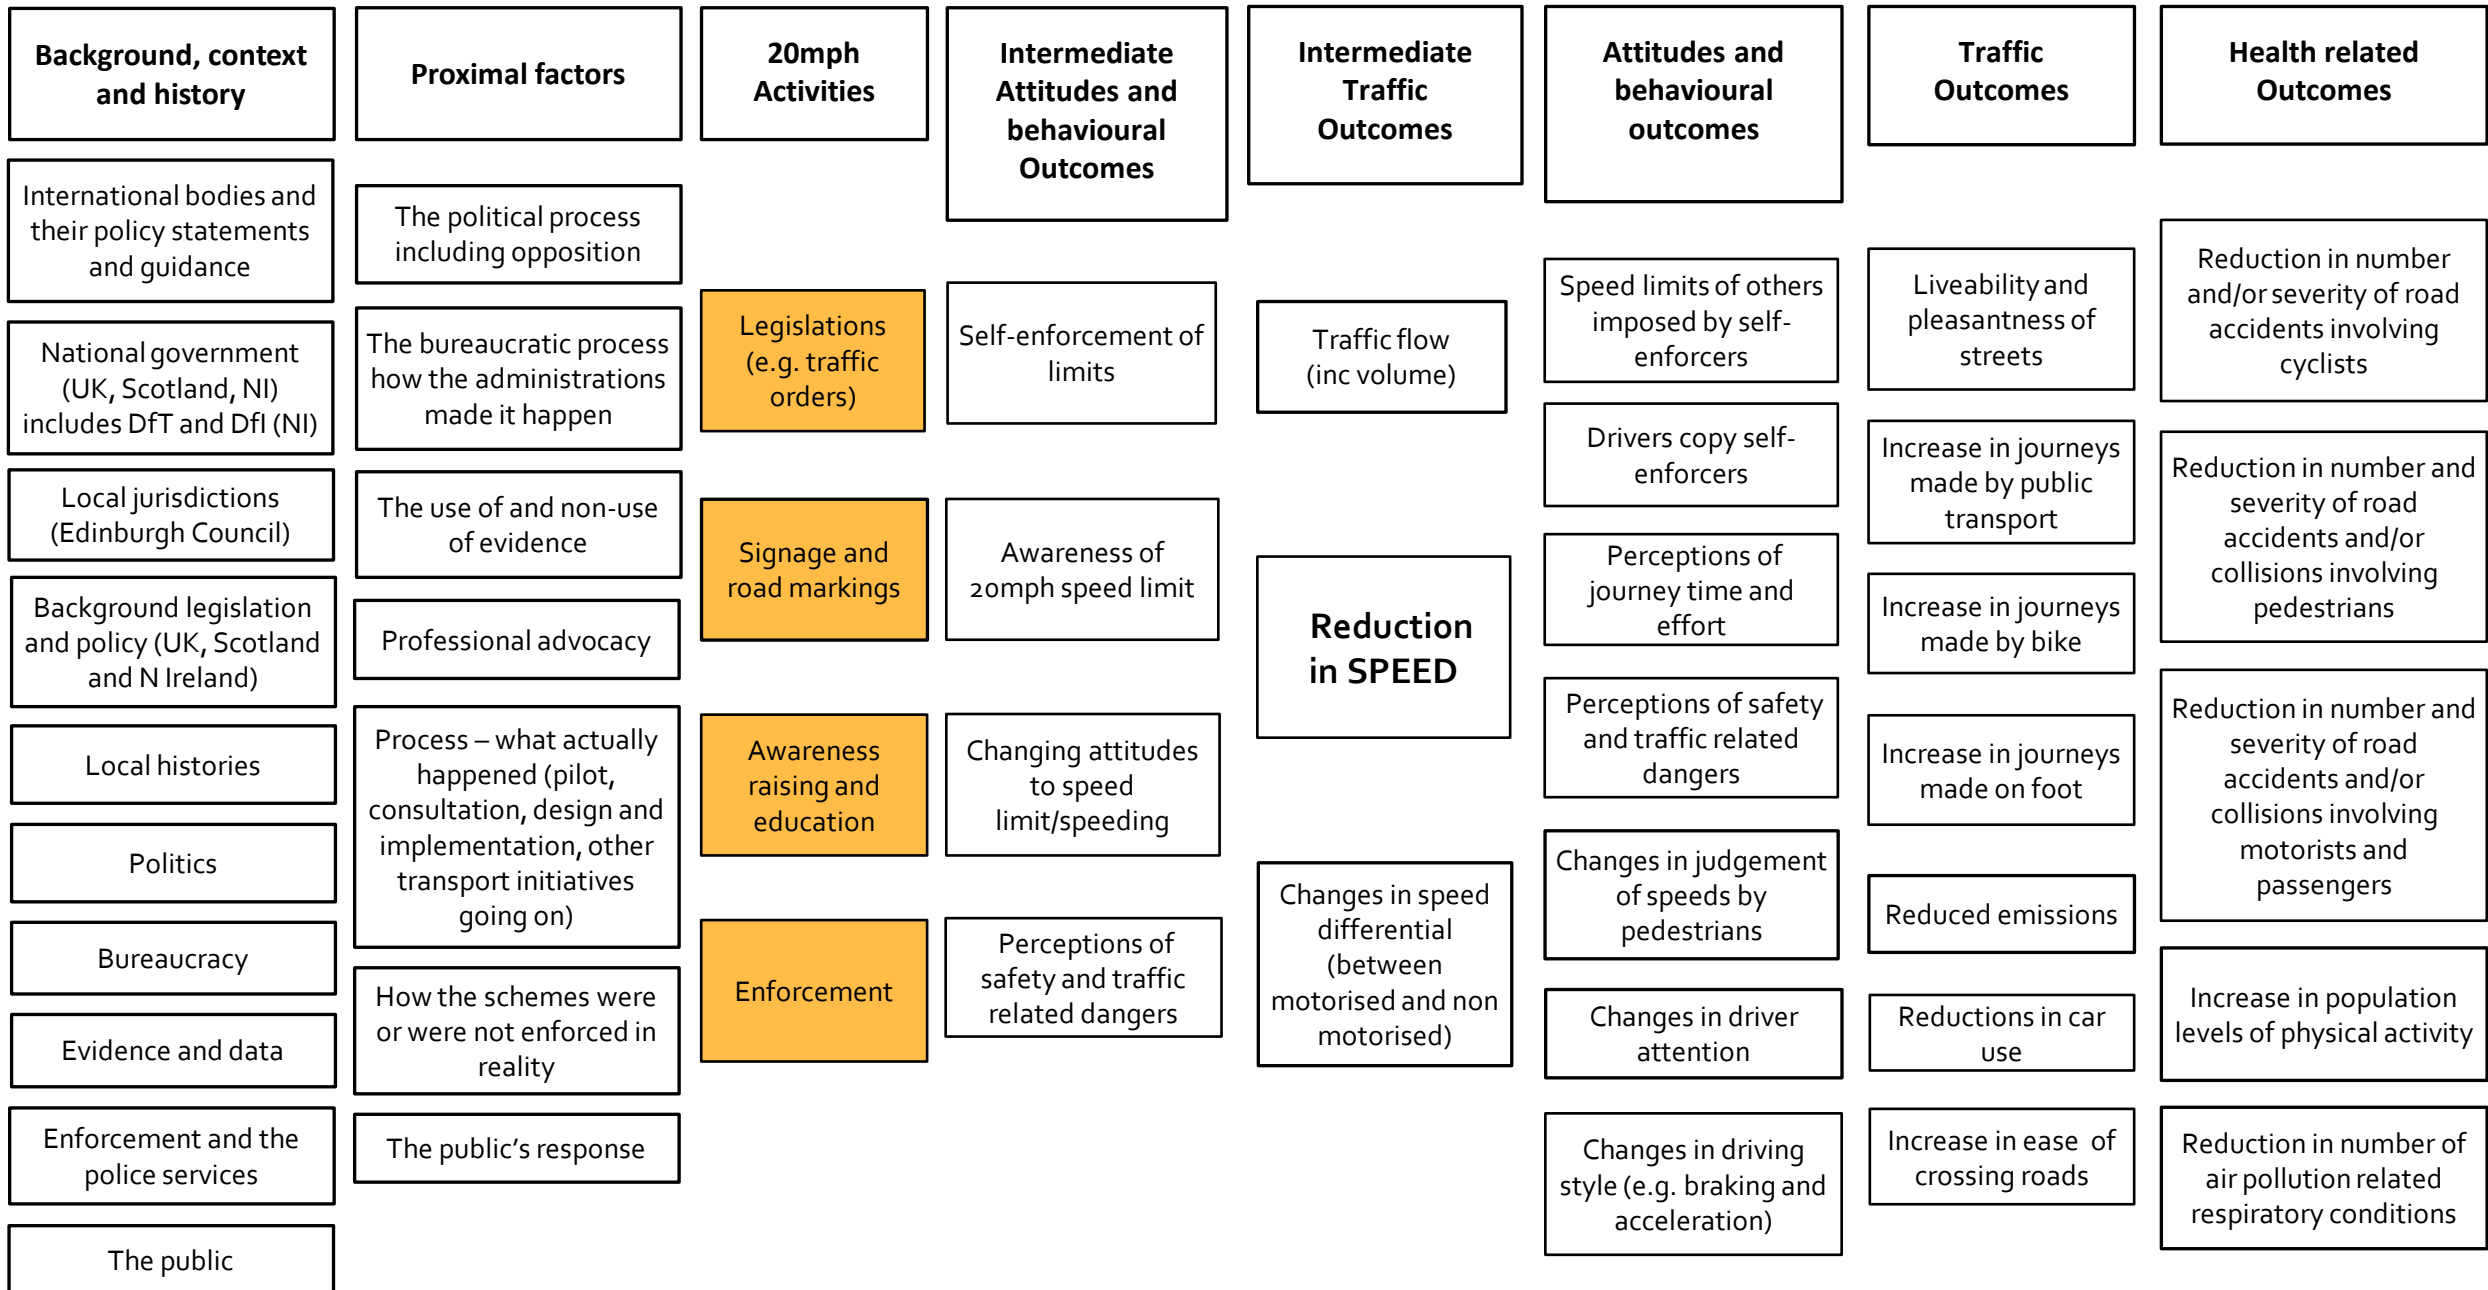 Background, context
and history
International bodies and
their policy statements
and guidance
National government
(UK, Scotland, NI)
includes DfT and DfI (NI)
Local jurisdictions
(Edinburgh Council)
Background legislation
and policy (UK, Scotland
and N Ireland)
Local histories
Politics
Bureaucracy
Evidence and data
Enforcement and the
police services
The public
Proximal factors
The political process
including opposition
The bureaucratic process
how the administrations
made it happen
The use of and non-use
of evidence
Professional advocacy
Process – what actually
happened (pilot,
consultation, design and
implementation, other
transport initiatives
going on)
How the schemes were
or were not enforced in
reality
The public's response
20mph
Activities
Legislations
(e.g. traffic
orders)
Signage and
road markings
Awareness
raising and
education
Enforcement
Intermediate
Attitudes and
behavioural
Outcomes
Self-enforcement of
limits
Awareness of
20mph speed limit
Changing attitudes
to speed
limit/speeding
Perceptions of
safety and traffic
related dangers
Intermediate
Traffic
Outcomes
Traffic flow
(inc volume)
Reduction
in SPEED
Changes in speed
differential
(between
motorised and non
motorised)
Attitudes and
behavioural
outcomes
Speed limits of others
imposed by self-
enforcers
Drivers copy self-
enforcers
Perceptions of
journey time and
effort
Perceptions of safety
and traffic related
dangers
Changes in judgement
of speeds by
pedestrians
Changes in driver
attention
Changes in driving
style (e.g. braking and
acceleration)
Traffic
Outcomes
Liveability and
pleasantness of
streets
Increase in journeys
made by public
transport
Increase in journeys
made by bike
Increase in journeys
made on foot
Reduced emissions
Reductions in car
use
Increase in ease of
crossing roads
Health related
Outcomes
Reduction in number
and/or severity of road
accidents involving
cyclists
Reduction in number and
severity of road
accidents and/or
collisions involving
pedestrians
Reduction in number and
severity of road
accidents and/or
collisions involving
motorists and
passengers
Increase in population
levels of physical activity
Reduction in number of
air pollution related
respiratory conditions